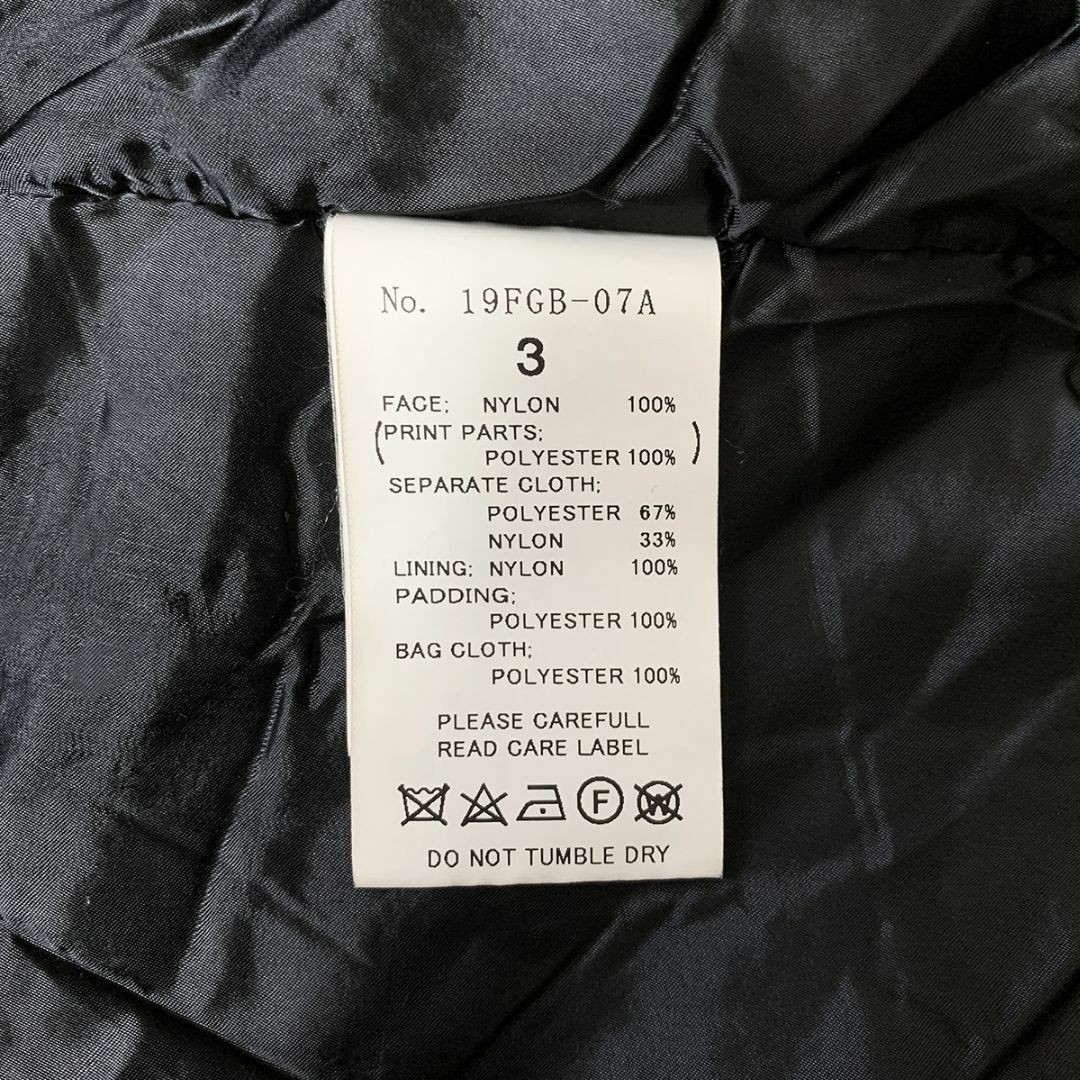 No. 19FGB-07A
3
FACE; NYLON 100%
(PRINT PARTS;
POLYESTER 100%)
SEPARATE CLOTH;
POLYESTER 67%
NYLON 33%
LINING; NYLON 100%
PADDING;
POLYESTER 100%
BAG CLOTH;
POLYESTER 100%
PLEASE CAREFULL
READ CARE LABEL
F W
DO NOT TUMBLE DRY